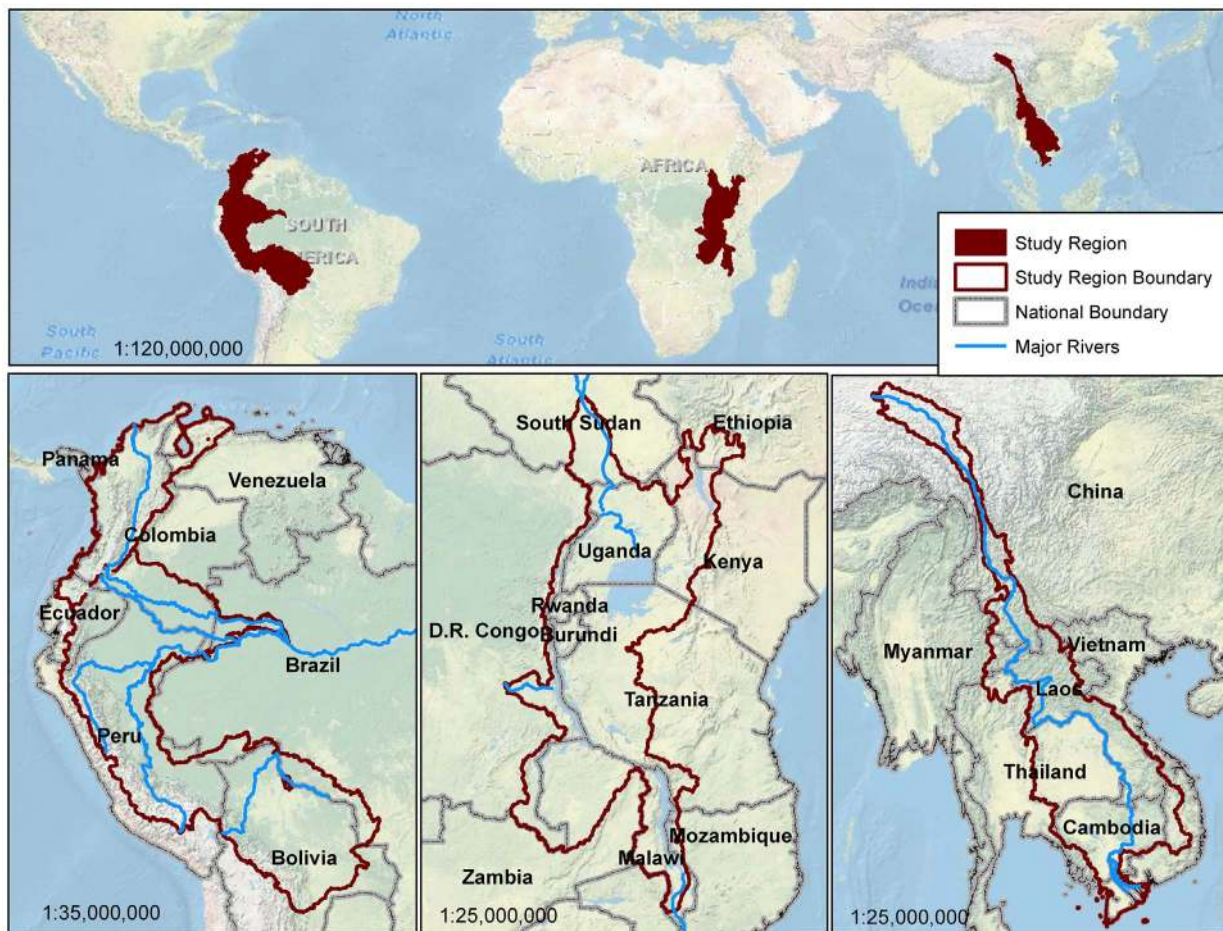 North
Atlantic
AFRICA
SOUTH
AMERICA
South
Pacific
South
Atlantic
1:120,000,000
Study Region
Study Region Boundary
National Boundary
Major Rivers
Panama
Venezuela
Colombia
Ecuador
Brazil
Peru
Bolivia
1:35,000,000
South Sudan
Ethiopia
Uganda
Kenya
Rwanda
D.R. Congo
Burundi
Tanzania
Mozambique
Malawi
Zambia
1:25,000,000
China
Myanmar
Vietnam
Laos
Thailand
Cambodia
1:25,000,000